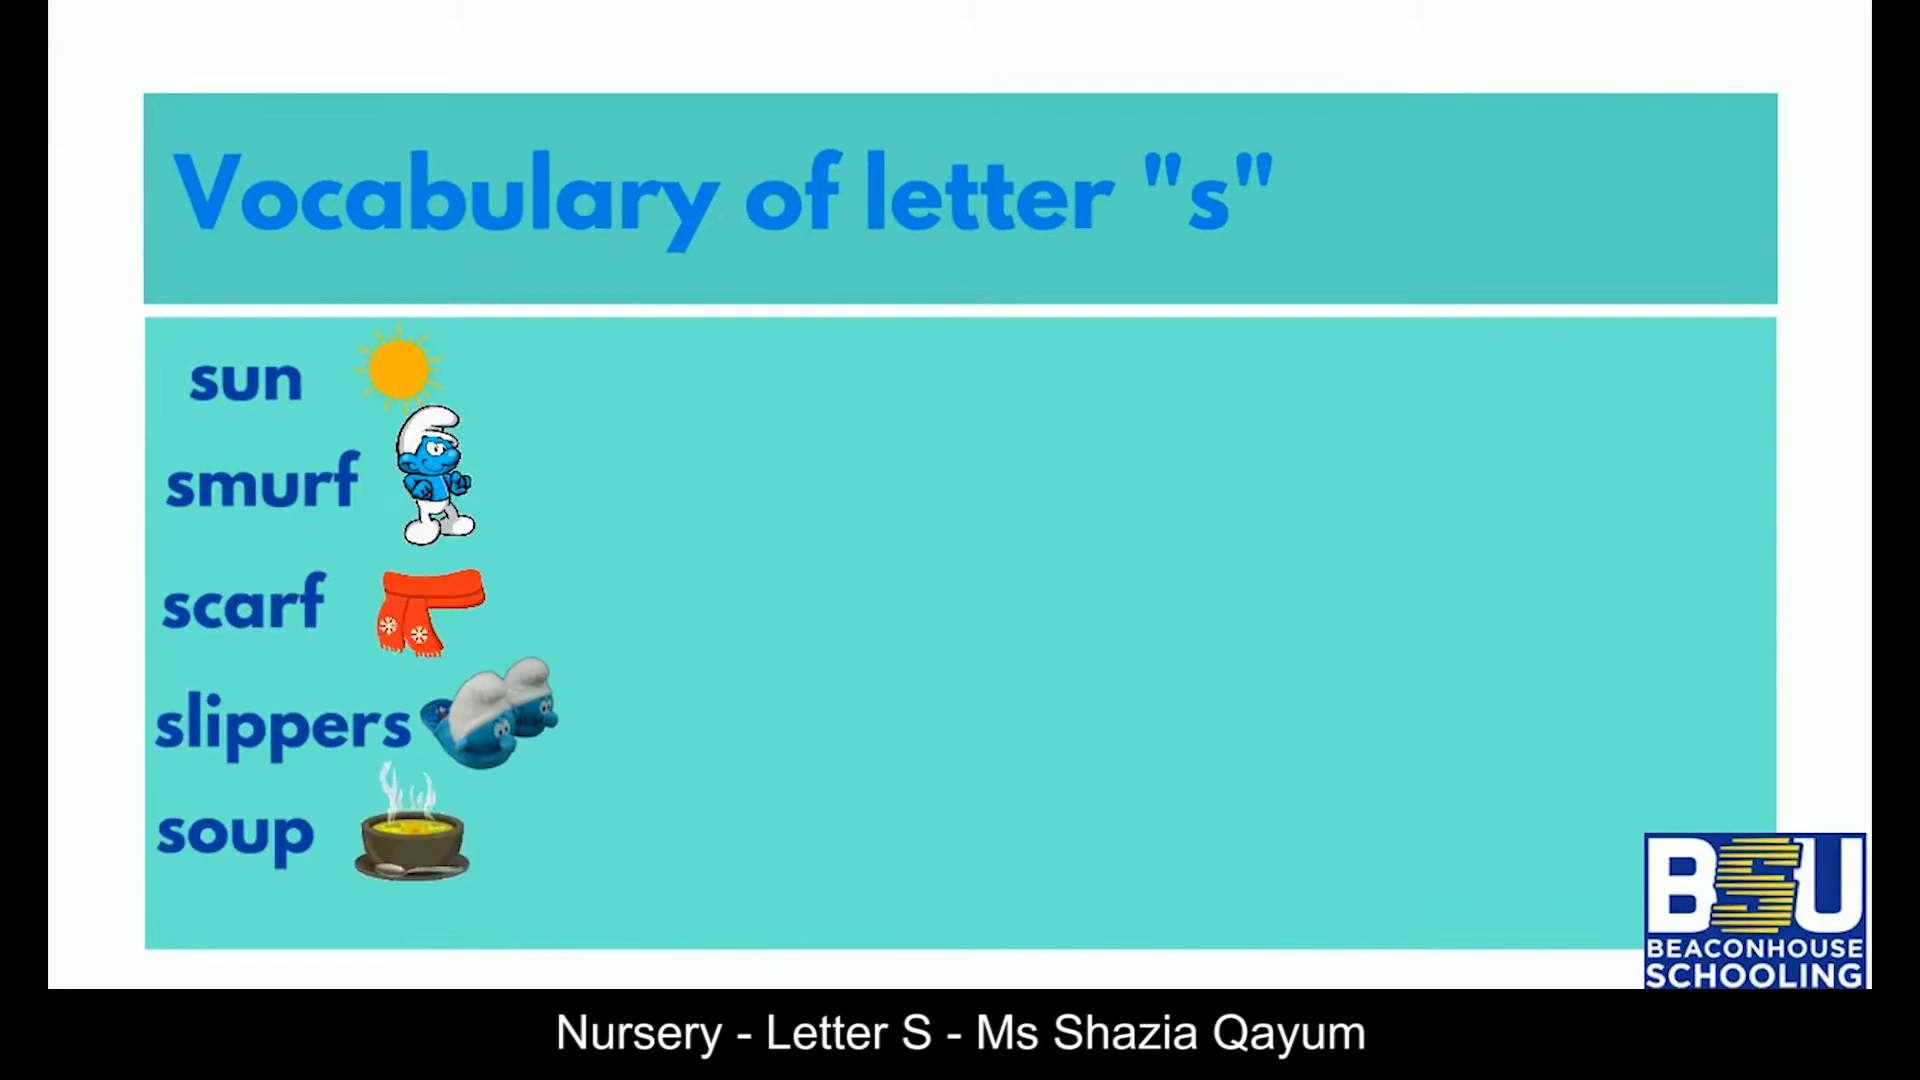 Vocabulary of letter "s"
sun
smurf
scarf
slippers
soup
BSU
BEACONHOUSE
SCHOOLING
Nursery - Letter S - Ms Shazia Qayum